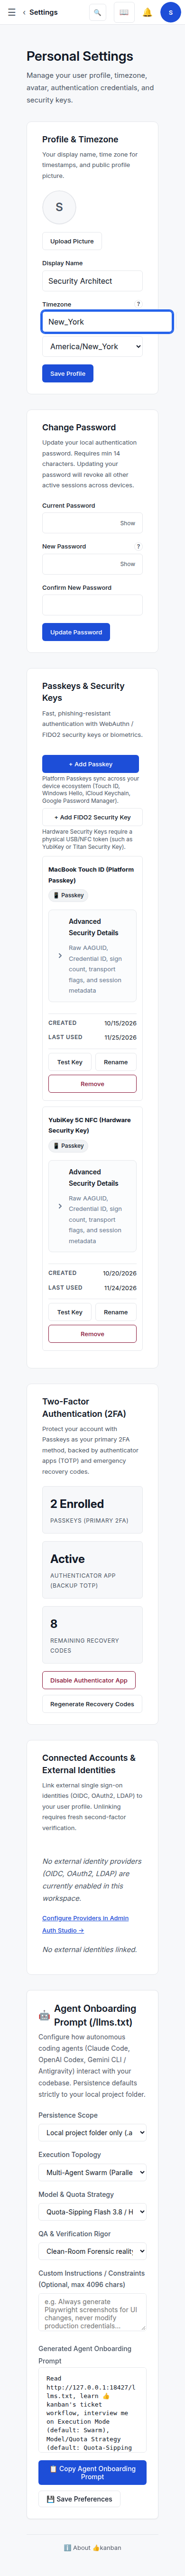 ☰ ‹ Settings 🔍 📖 🔔 S
Personal Settings
Manage your user profile, timezone,
avatar, authentication credentials, and
security keys.
Profile & Timezone
Your display name, time zone for
timestamps, and public profile
picture.
S
Upload Picture
Display Name
Security Architect
Timezone ?
New_York
America/New_York
Save Profile
Change Password
Update your local authentication
password. Requires min 14
characters. Updating your
password will revoke all other
active sessions across devices.
Current Password
Show
New Password ?
Show
Confirm New Password
Update Password
Passkeys & Security
Keys
Fast, phishing-resistant
authentication with WebAuthn /
FIDO2 security keys or biometrics.
+ Add Passkey
Platform Passkeys sync across your
device ecosystem (Touch ID,
Windows Hello, iCloud Keychain,
Google Password Manager).
+ Add FIDO2 Security Key
Hardware Security Keys require a
physical USB/NFC token (such as
YubiKey or Titan Security Key).
MacBook Touch ID (Platform
Passkey)
📱 Passkey
Advanced
Security Details
Raw AAGUID,
Credential ID, sign
count, transport
flags, and session
metadata
CREATED 10/15/2026
LAST USED 11/25/2026
Test Key Rename
Remove
YubiKey 5C NFC (Hardware
Security Key)
📱 Passkey
Advanced
Security Details
Raw AAGUID,
Credential ID, sign
count, transport
flags, and session
metadata
CREATED 10/20/2026
LAST USED 11/24/2026
Test Key Rename
Remove
Two-Factor
Authentication (2FA)
Protect your account with
Passkeys as your primary 2FA
method, backed by authenticator
apps (TOTP) and emergency
recovery codes.
2 Enrolled
PASSKEYS (PRIMARY 2FA)
Active
AUTHENTICATOR APP
(BACKUP TOTP)
8
REMAINING RECOVERY
CODES
Disable Authenticator App
Regenerate Recovery Codes
Connected Accounts &
External Identities
Link external single sign-on
identities (OIDC, OAuth2, LDAP) to
your user profile. Unlinking
requires fresh second-factor
verification.
No external identity providers
(OIDC, OAuth2, LDAP) are
currently enabled in this
workspace.
Configure Providers in Admin
Auth Studio →
No external identities linked.
🤖 Agent Onboarding
Prompt (/llms.txt)
Configure how autonomous
coding agents (Claude Code,
OpenAI Codex, Gemini CLI /
Antigravity) interact with your
codebase. Persistence defaults
strictly to your local project folder.
Persistence Scope
Local project folder only (.a
Execution Topology
Multi-Agent Swarm (Paralle
Model & Quota Strategy
Quota-Sipping Flash 3.8 / H
QA & Verification Rigor
Clean-Room Forensic reality
Custom Instructions / Constraints
(Optional, max 4096 chars)
e.g. Always generate
Playwright screenshots for UI
changes, never modify
production credentials...
Generated Agent Onboarding
Prompt
Read
http://127.0.0.1:18427/l
lms.txt, learn 👍
kanban's ticket
workflow, interview me
on Execution Mode
(default: Swarm),
Model/Quota Strategy
(default: Quota-Sipping
📋 Copy Agent Onboarding
Prompt
💾 Save Preferences
ℹ️ About 👍kanban